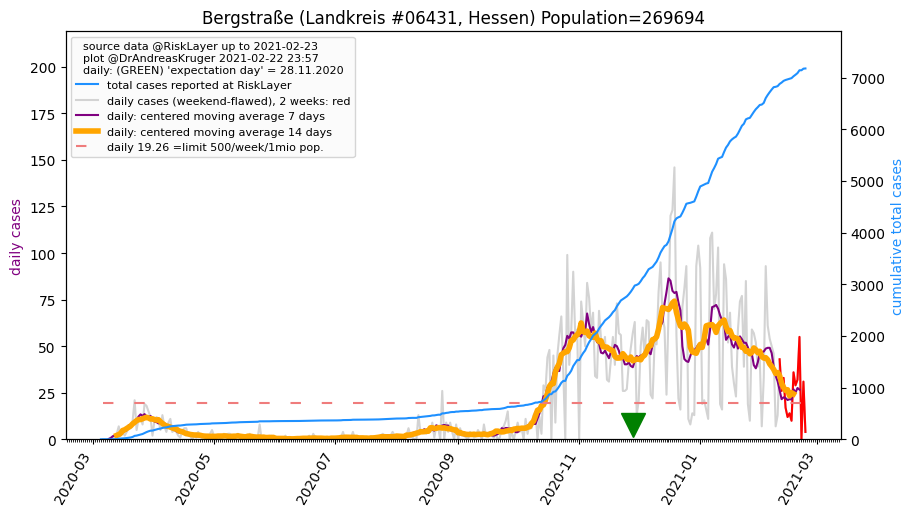 Bergstraße (Landkreis #06431, Hessen) Population=269694
source data @RiskLayer up to 2021-02-23
plot @DrAndreasKruger 2021-02-22 23:57
daily: (GREEN) 'expectation day' = 28.11.2020
total cases reported at RiskLayer
daily cases (weekend-flawed), 2 weeks: red
daily: centered moving average 7 days
daily: centered moving average 14 days
daily 19.26 =limit 500/week/1mio pop.
daily cases
200
175
150
125
100
75
50
25
0
cumulative total cases
7000
6000
5000
4000
3000
2000
1000
0
2020-03
2020-05
2020-07
2020-09
2020-11
2021-01
2021-03